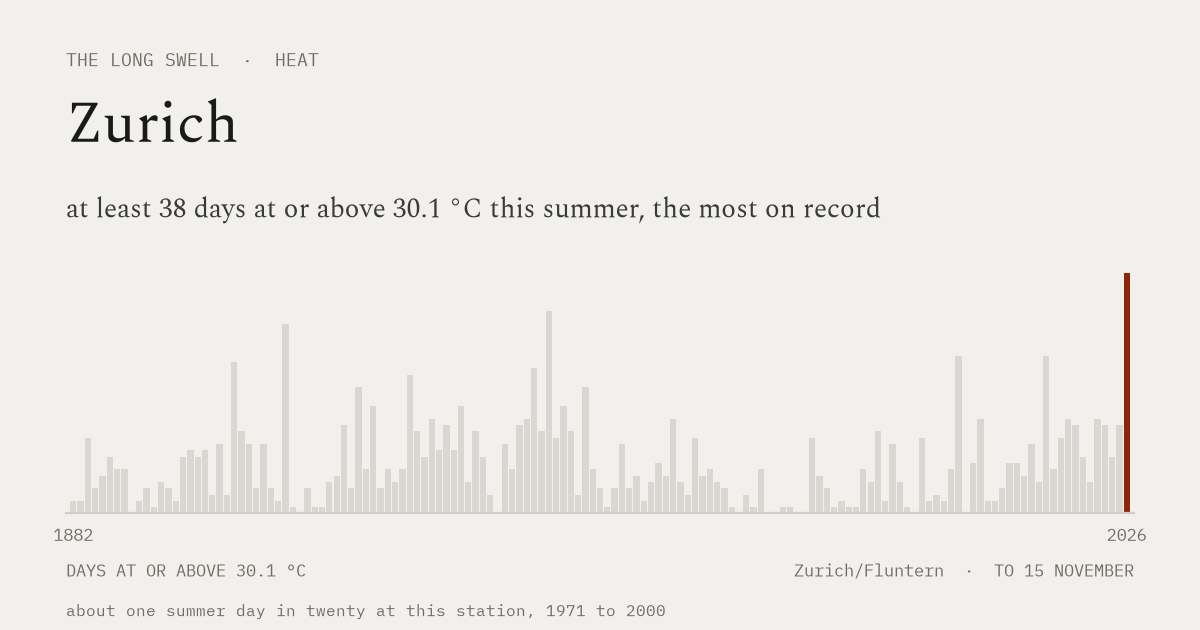 THE LONG SWELL · HEAT
Zurich
at least 38 days at or above 30.1 °C this summer, the most on record
1882
2026
DAYS AT OR ABOVE 30.1 °C
Zurich/Fluntern · TO 15 NOVEMBER
about one summer day in twenty at this station, 1971 to 2000